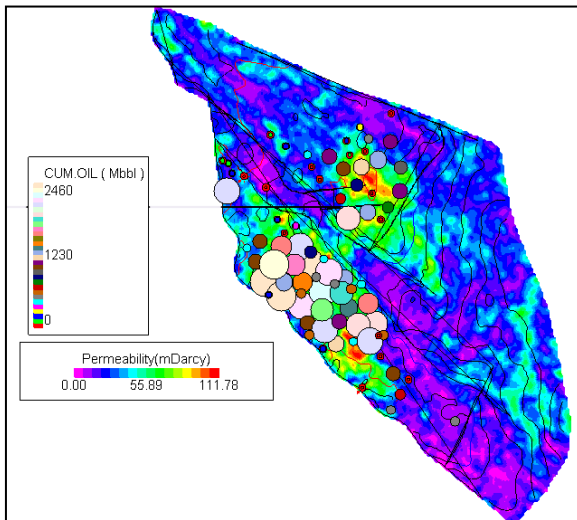 CUM.OIL ( Mbbl )
2460
1230
0
Permeability(mDarcy)
0.00 55.89 111.78